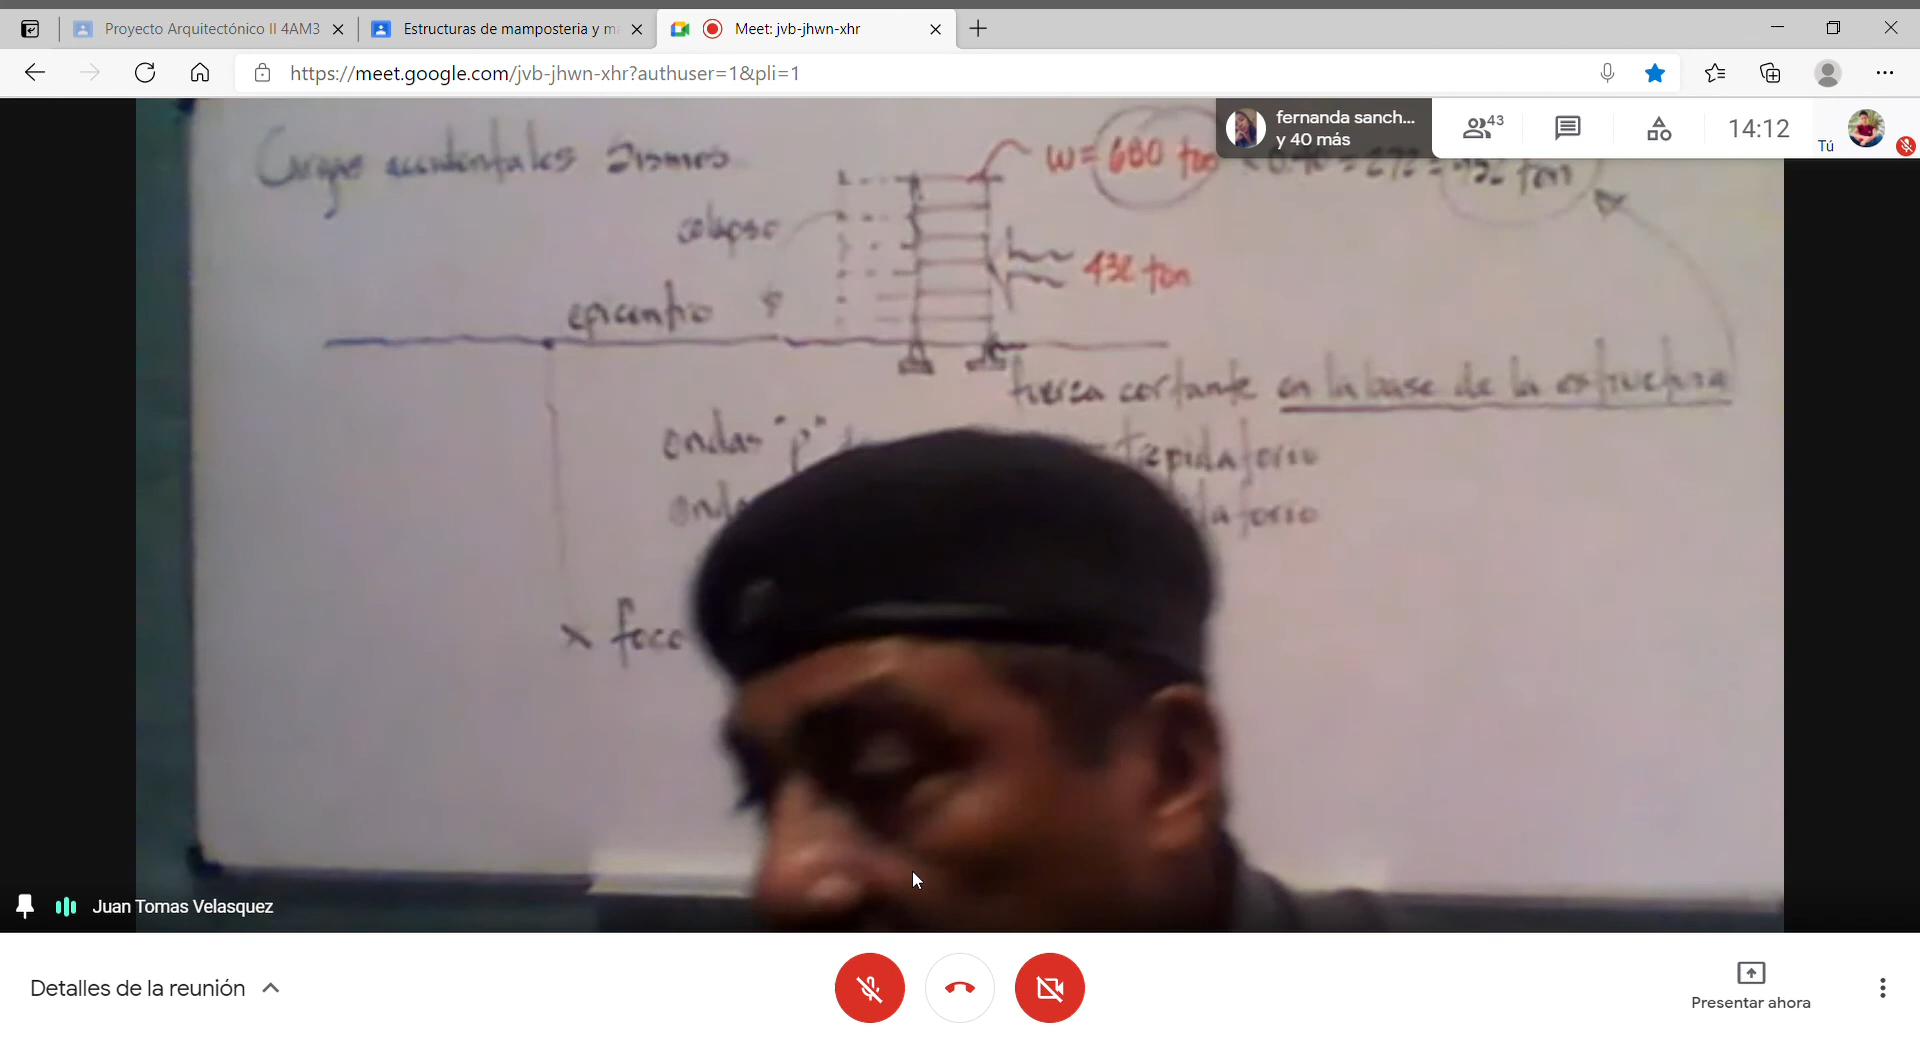 Proyecto Arquitectónico II 4AM3
Estructuras de mamposteria y m
Meet: jvb-jhwn-xhr
https://meet.google.com/jvb-jhwn-xhr?authuser=1&pli=1
fernanda sanch...
y 40 más
43
14:12
Tú
Cargas accidentales Sismos
W = 680 ton
ton
colapso
432 ton
epicentro
fuerza cortante en la base de la estructura
ondas "P" trepidatorio
latorio
x foco
Juan Tomas Velasquez
Detalles de la reunión
Presentar ahora